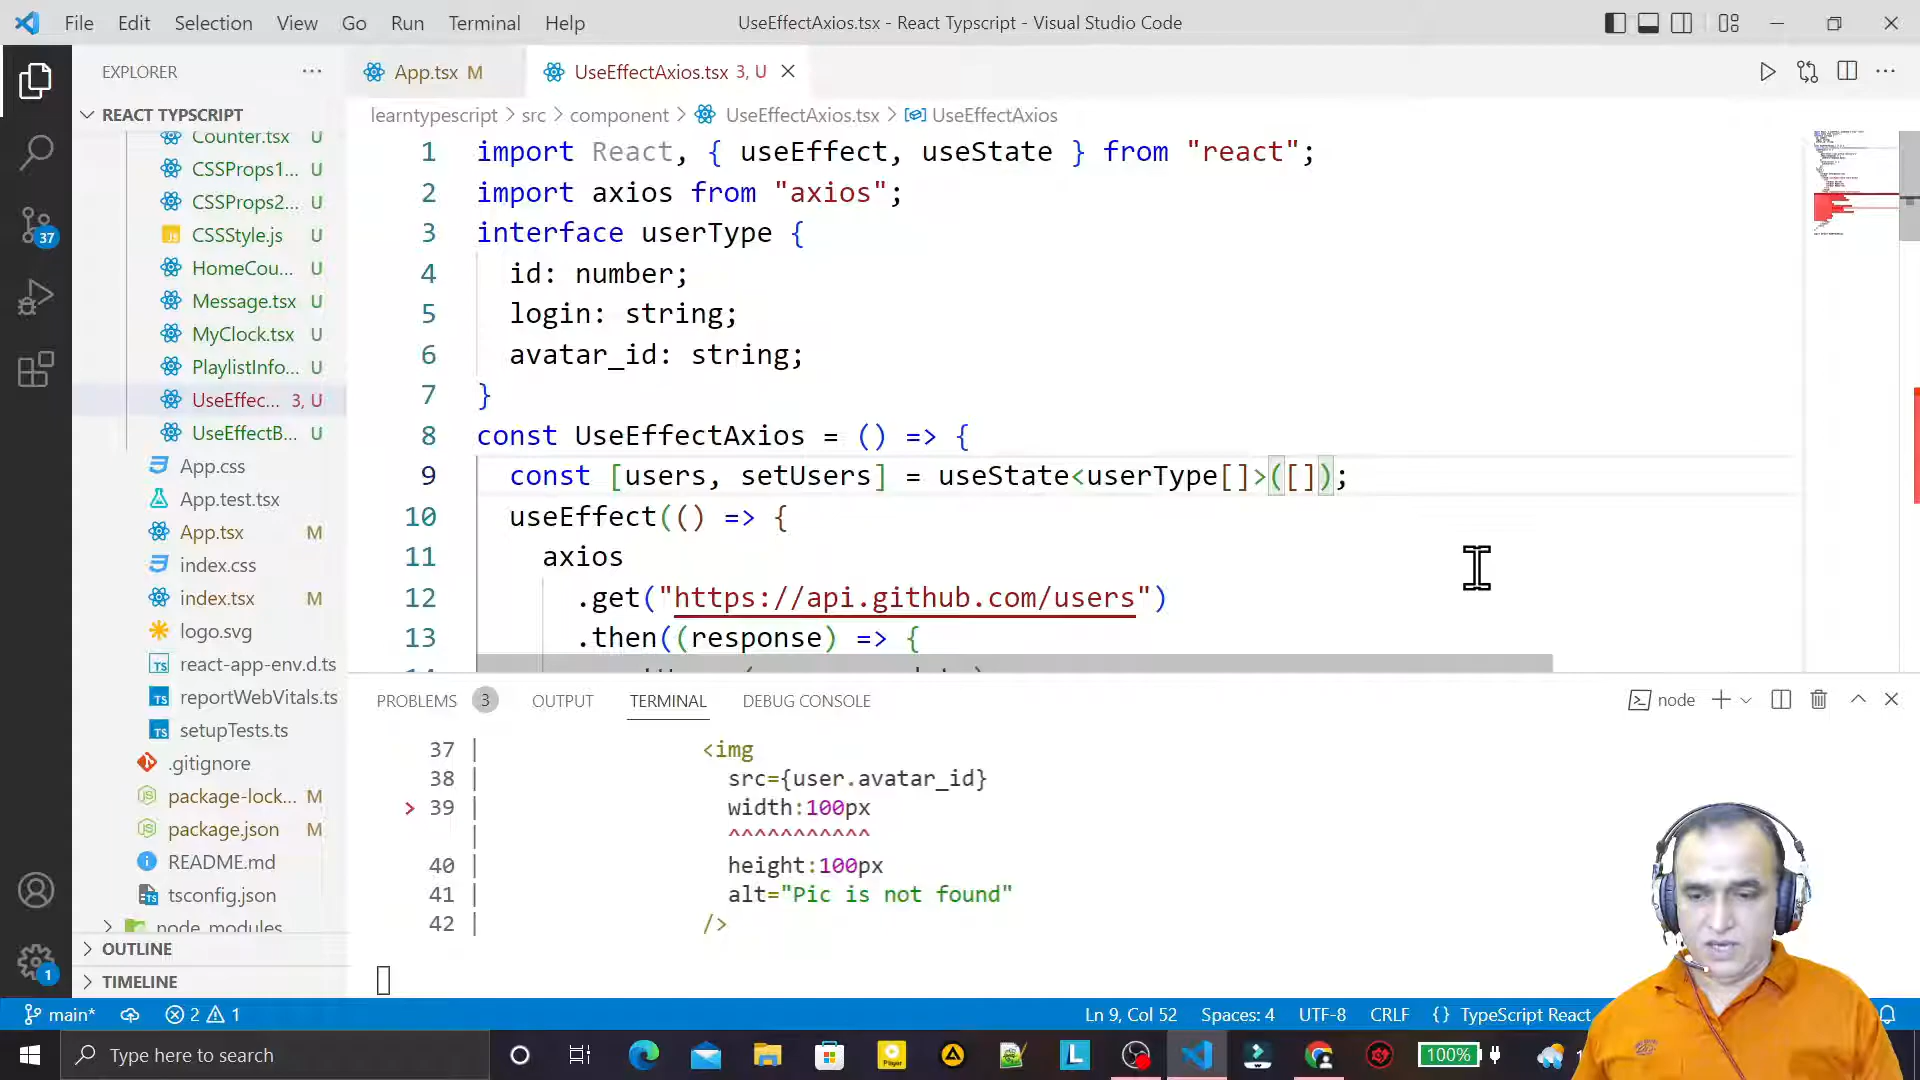 File Edit Selection View Go Run Terminal Help
UseEffectAxios.tsx - React Typscript - Visual Studio Code
EXPLORER
REACT TYPSCRIPT
Counter.tsx U
CSSProps1... U
CSSProps2... U
CSSStyle.js U
HomeCou... U
Message.tsx U
MyClock.tsx U
PlaylistInfo... U
UseEffec... 3, U
UseEffectB... U
App.css
App.test.tsx
App.tsx M
index.css
index.tsx M
logo.svg
react-app-env.d.ts
reportWebVitals.ts
setupTests.ts
.gitignore
package-lock... M
package.json M
README.md
tsconfig.json
node_modules
OUTLINE
TIMELINE
37
1
App.tsx M
UseEffectAxios.tsx 3, U
learntypescript > src > component > UseEffectAxios.tsx > UseEffectAxios
1 import React, { useEffect, useState } from "react";
2 import axios from "axios";
3 interface userType {
4 id: number;
5 login: string;
6 avatar_id: string;
7 }
8 const UseEffectAxios = () => {
9 const [users, setUsers] = useState<userType[]>([]);
10 useEffect(() => {
11 axios
12 .get("https://api.github.com/users")
13 .then((response) => {
PROBLEMS 3 OUTPUT TERMINAL DEBUG CONSOLE
node
37 | <img
38 | src={user.avatar_id}
> 39 | width:100px
| ^^^^^^^^^^^
40 | height:100px
41 | alt="Pic is not found"
42 | />
main* 2 1
Ln 9, Col 52 Spaces: 4 UTF-8 CRLF {} TypeScript React
Type here to search
100%